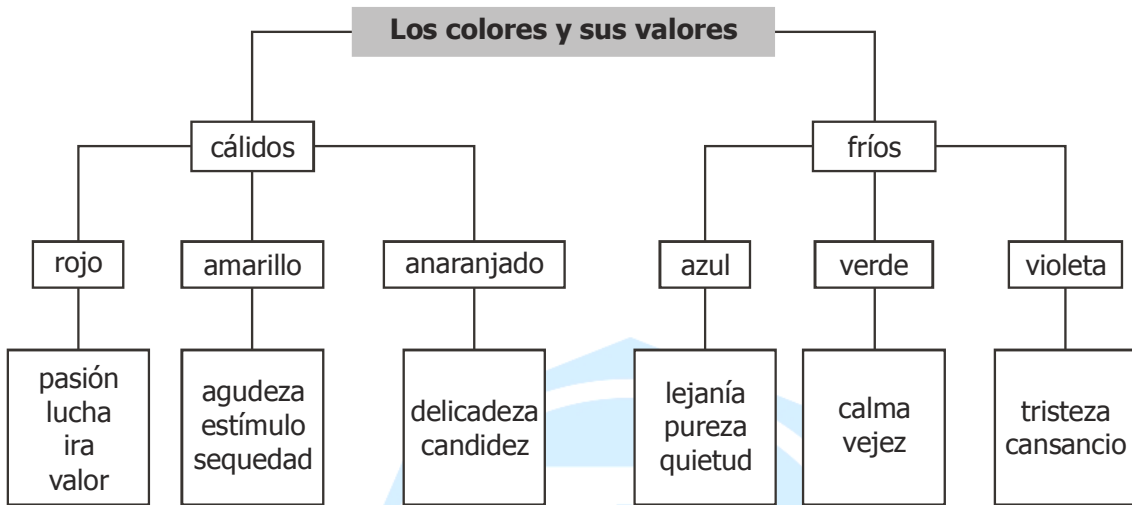 Los colores y sus valores
cálidos
fríos
rojo
amarillo
anaranjado
azul
verde
violeta
pasión
lucha
ira
valor
agudeza
estímulo
sequedad
delicadeza
candidez
lejanía
pureza
quietud
calma
vejez
tristeza
cansancio